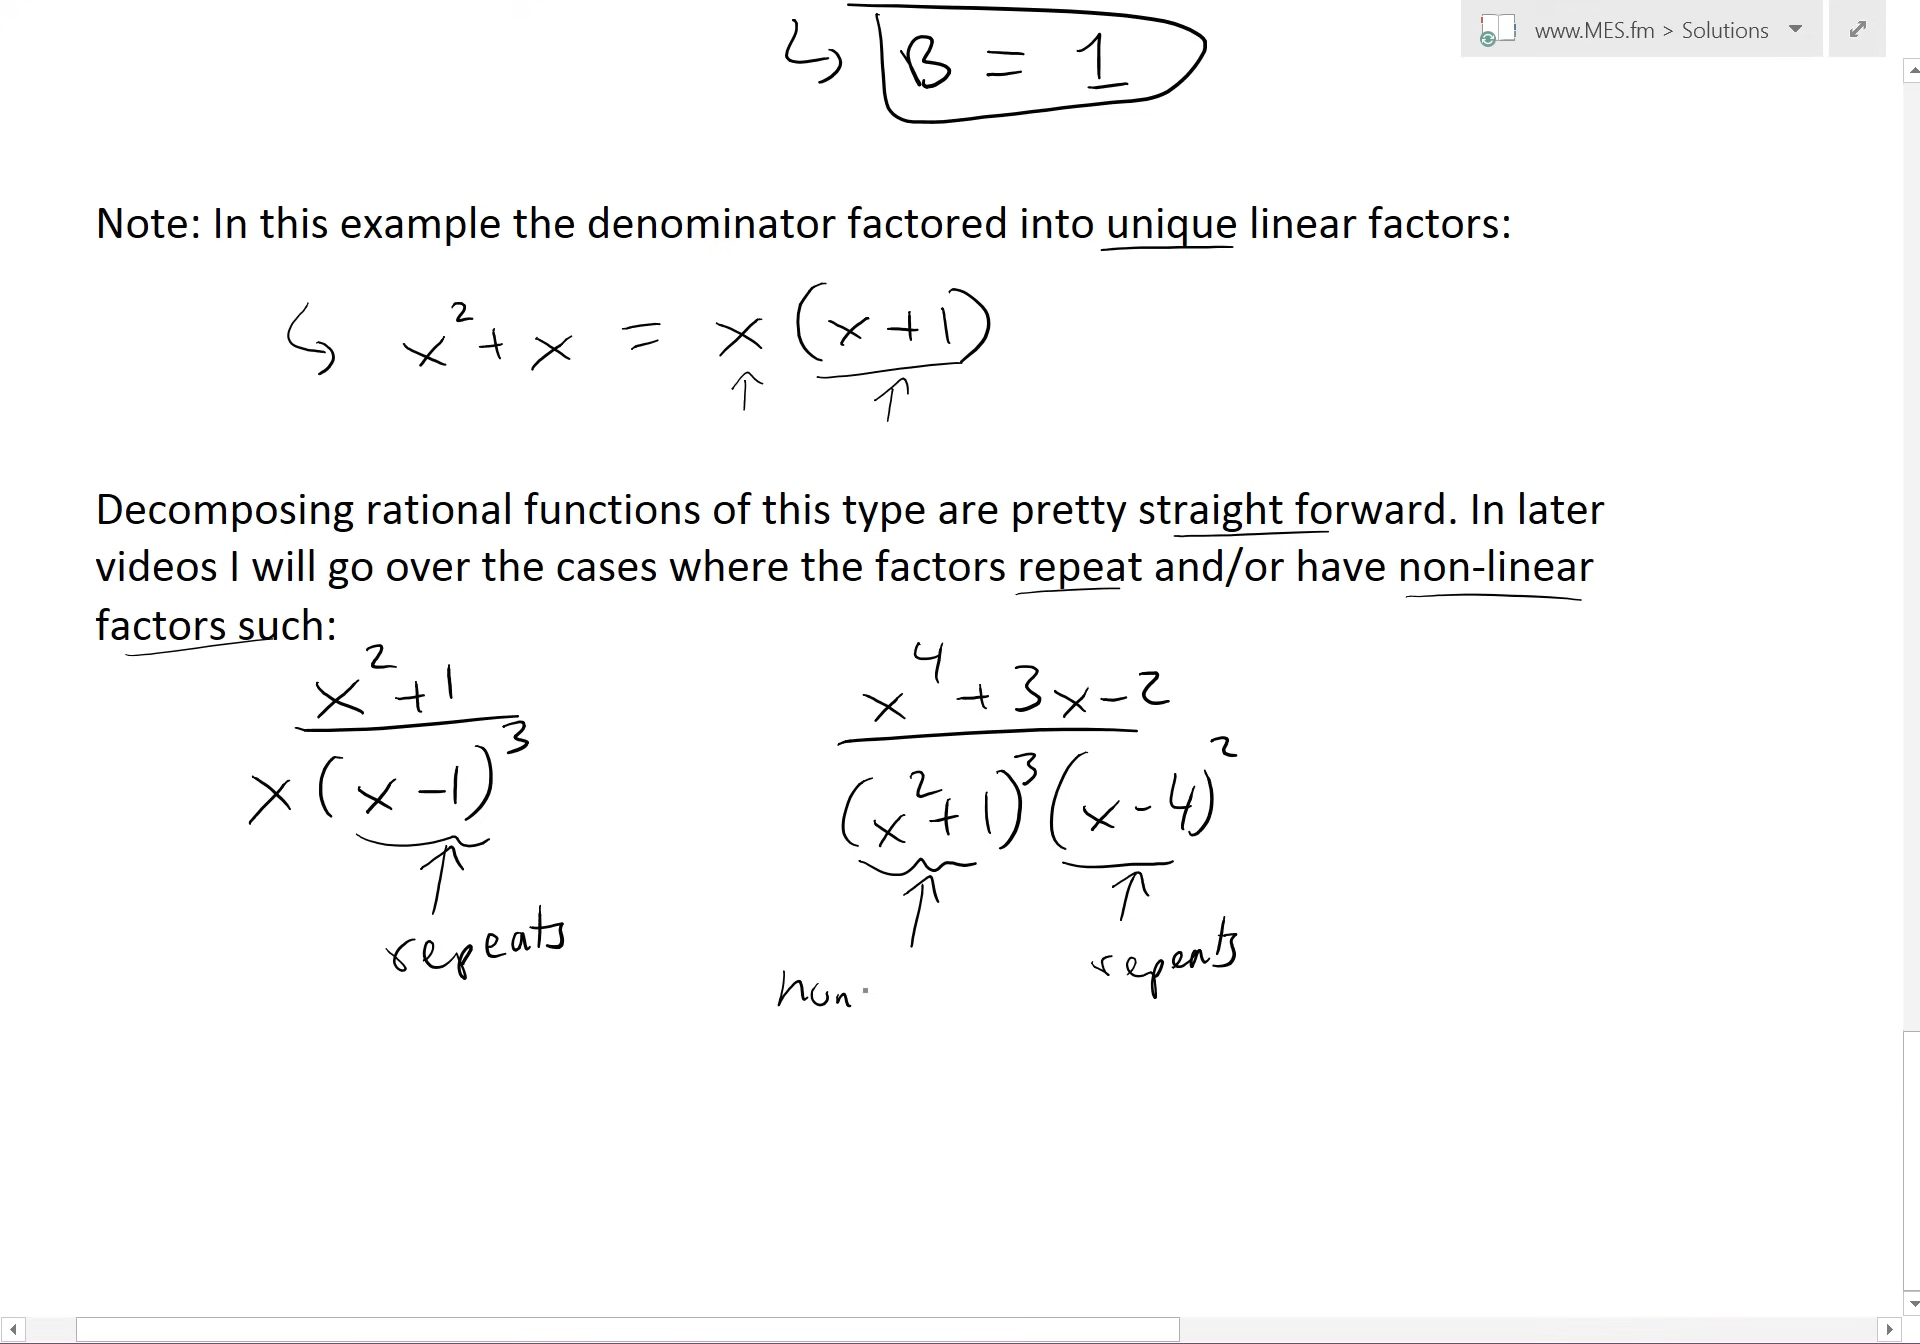 B = 1
www.MES.fm > Solutions
Note: In this example the denominator factored into unique linear factors:
↳ x² + x = x (x + 1)
↑ ↑
Decomposing rational functions of this type are pretty straight forward. In later
videos I will go over the cases where the factors repeat and/or have non-linear
factors such:
x² + 1
x (x - 1)³
repeats
x⁴ + 3x - 2
(x² + 1)³ (x - 4)²
repeats
non